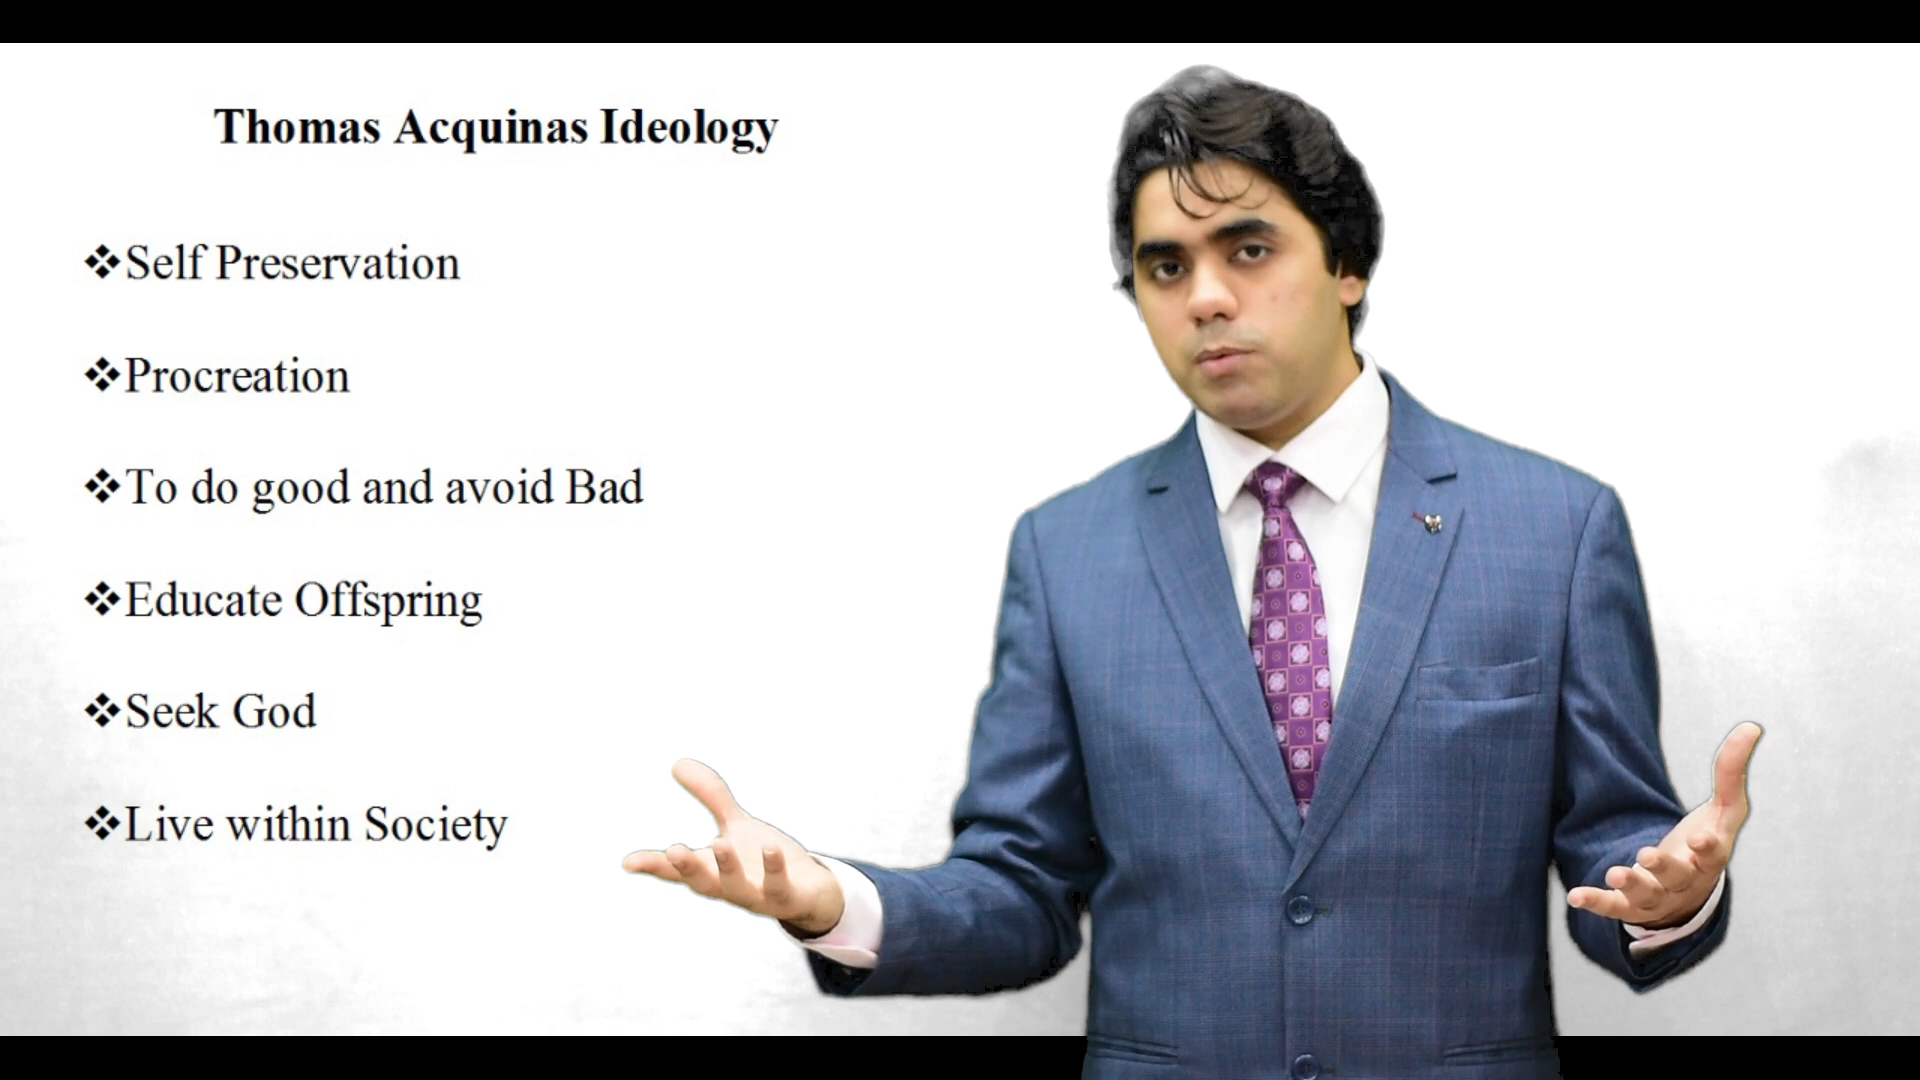 Thomas Acquinas Ideology
❖Self Preservation
❖Procreation
❖To do good and avoid Bad
❖Educate Offspring
❖Seek God
❖Live within Society